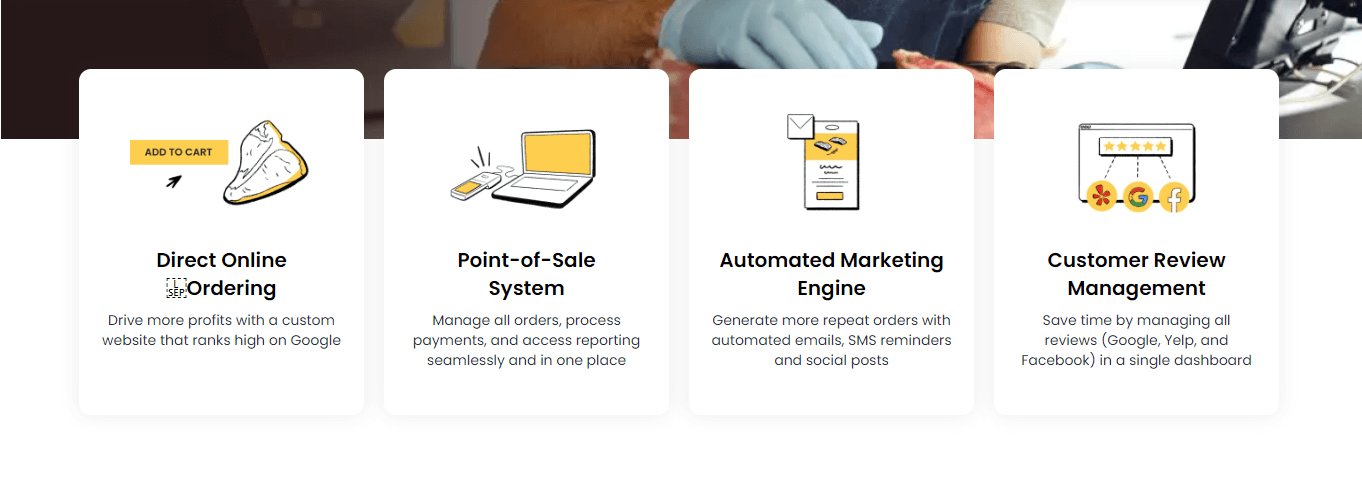 ADD TO CART
Direct Online
L SEP Ordering
Drive more profits with a custom
website that ranks high on Google
Point-of-Sale
System
Manage all orders, process
payments, and access reporting
seamlessly and in one place
Automated Marketing
Engine
Generate more repeat orders with
automated emails, SMS reminders
and social posts
Customer Review
Management
Save time by managing all
reviews (Google, Yelp, and
Facebook) in a single dashboard